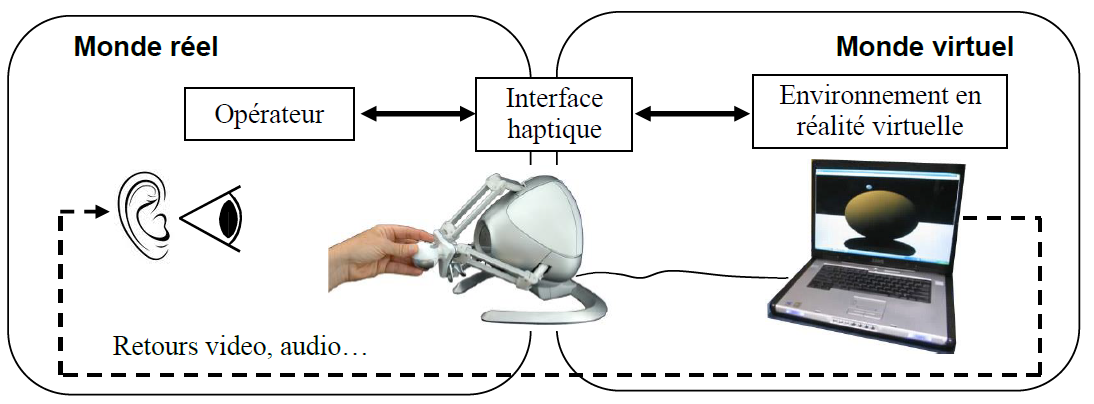 Monde réel
Monde virtuel
Opérateur
Interface
haptique
Environnement en
réalité virtuelle
Retours video, audio…